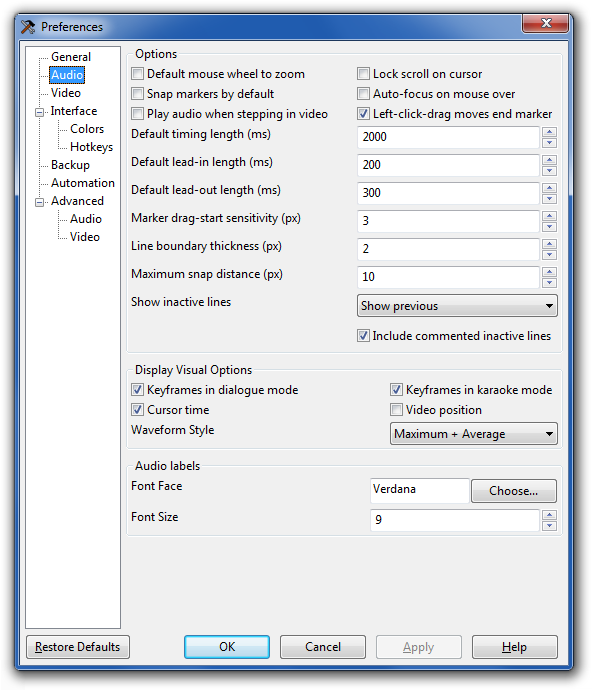 Preferences
General
Audio
Video
Interface
Colors
Hotkeys
Backup
Automation
Advanced
Audio
Video
Options
Default mouse wheel to zoom
Lock scroll on cursor
Snap markers by default
Auto-focus on mouse over
Play audio when stepping in video
Left-click-drag moves end marker
Default timing length (ms)
2000
Default lead-in length (ms)
200
Default lead-out length (ms)
300
Marker drag-start sensitivity (px)
3
Line boundary thickness (px)
2
Maximum snap distance (px)
10
Show inactive lines
Show previous
Include commented inactive lines
Display Visual Options
Keyframes in dialogue mode
Keyframes in karaoke mode
Cursor time
Video position
Waveform Style
Maximum + Average
Audio labels
Font Face
Verdana
Choose...
Font Size
9
Restore Defaults
OK
Cancel
Apply
Help